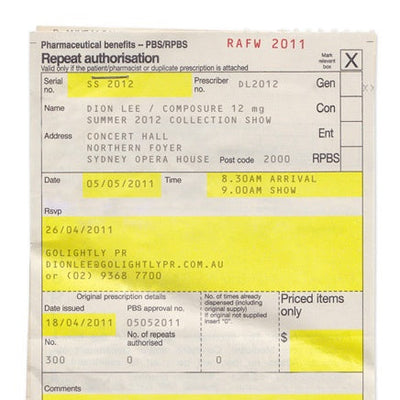 Pharmaceutical benefits – PBS/RPBS
RAFW 2011
Repeat authorisation
Mark relevant box
X
Valid only if the patient/pharmacist or duplicate prescription is attached
Serial no.
SS 2012
Prescriber no.
DL2012
Gen
Name
DION LEE / COMPOSURE 12 mg
SUMMER 2012 COLLECTION SHOW
Con
Address
CONCERT HALL
NORTHERN FOYER
SYDNEY OPERA HOUSE
Post code 2000
Ent
RPBS
Date
05/05/2011
Time
8.30AM ARRIVAL
9.00AM SHOW
Rsvp
26/04/2011
GOLIGHTLY PR
DIONLEE@GOLIGHTLYPR.COM.AU
or (02) 9368 7700
Original prescription details
Date issued
18/04/2011
PBS approval no.
05052011
No.
300
No. of repeats authorised
0
No. of times already dispensed (including original supply)
If original not supplied insert "0".
0
Priced items only
$
Comments